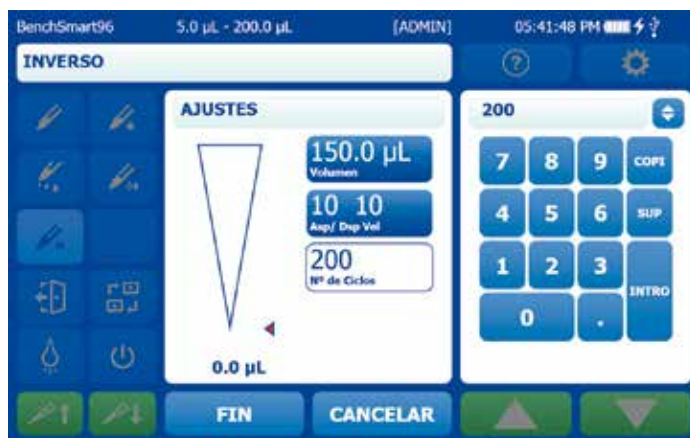 BenchSmart96 5.0 µL - 200.0 µL [ADMIN] 05:41:48 PM
INVERSO
?
AJUSTES
150.0 µL
Volumen
10 10
Asp/ Dsp Vel
200
Nº de Ciclos
0.0 µL
200
7 8 9 COPI
4 5 6 SUP
1 2 3
INTRO
0 .
FIN CANCELAR